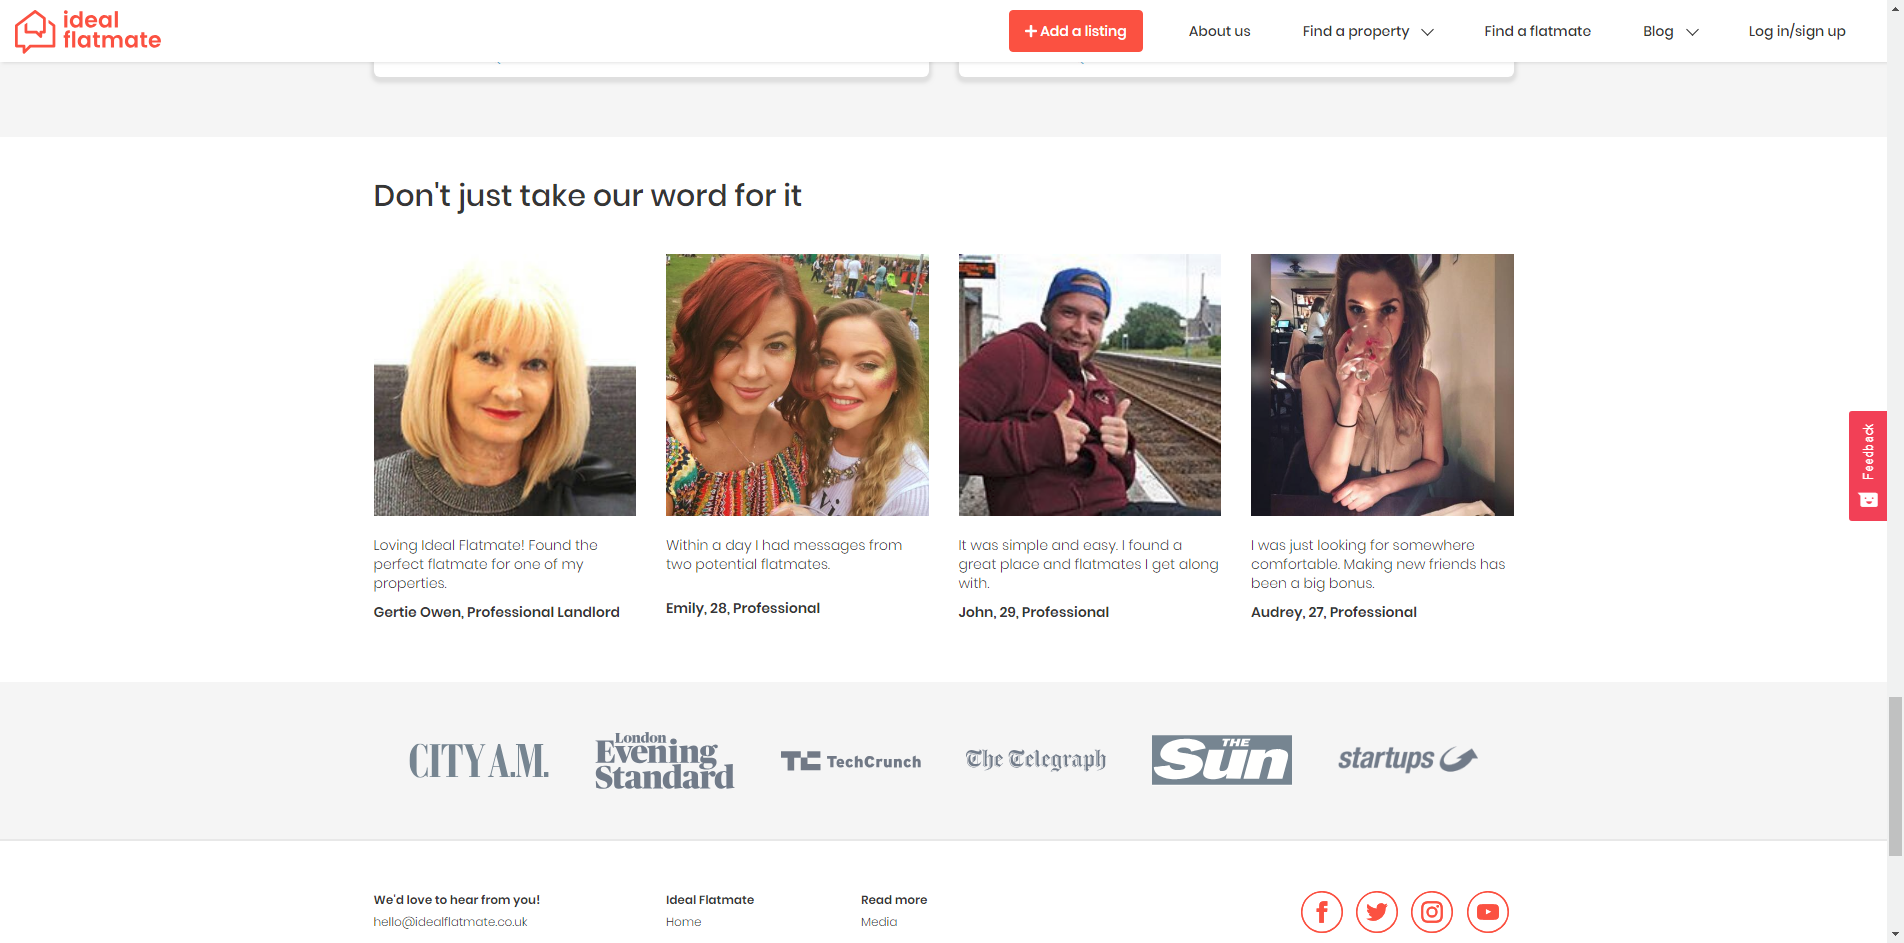 ideal
flatmate
Add a listing
About us
Find a property
Find a flatmate
Blog
Log in/sign up
Don't just take our word for it
Loving Ideal Flatmate! Found the
perfect flatmate for one of my
properties.
Gertie Owen, Professional Landlord
Within a day I had messages from
two potential flatmates.
Emily, 28, Professional
It was simple and easy. I found a
great place and flatmates I get along
with.
John, 29, Professional
I was just looking for somewhere
comfortable. Making new friends has
been a big bonus.
Audrey, 27, Professional
Feedback
CITY A.M.
London
Evening
Standard
TC TechCrunch
The Telegraph
THE
Sun
startups
We'd love to hear from you!
hello@idealflatmate.co.uk
Ideal Flatmate
Home
Read more
Media